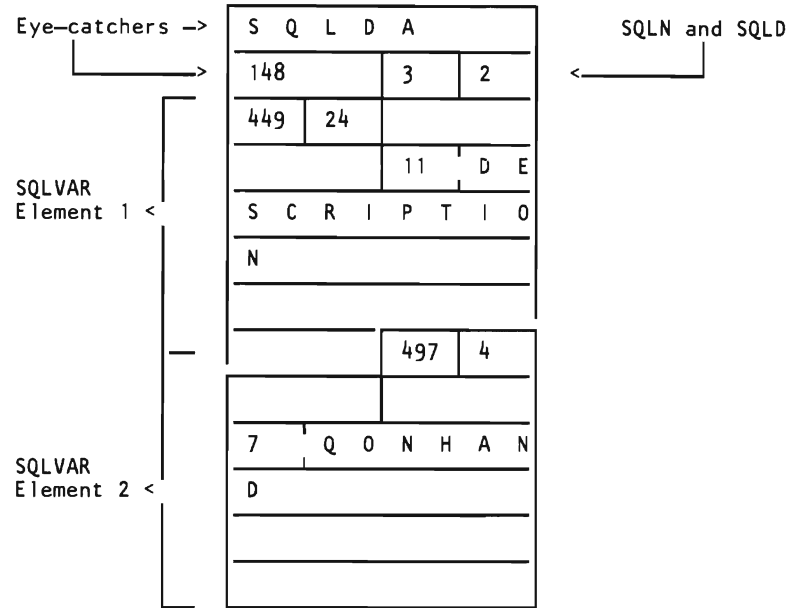 Eye-catchers -> S Q L D A SQLN and SQLD
> 148 3 2 <
449 24
11 D E
SQLVAR
Element 1 < S C R I P T I O
N
497 4
7 Q O N H A N
SQLVAR
Element 2 < D